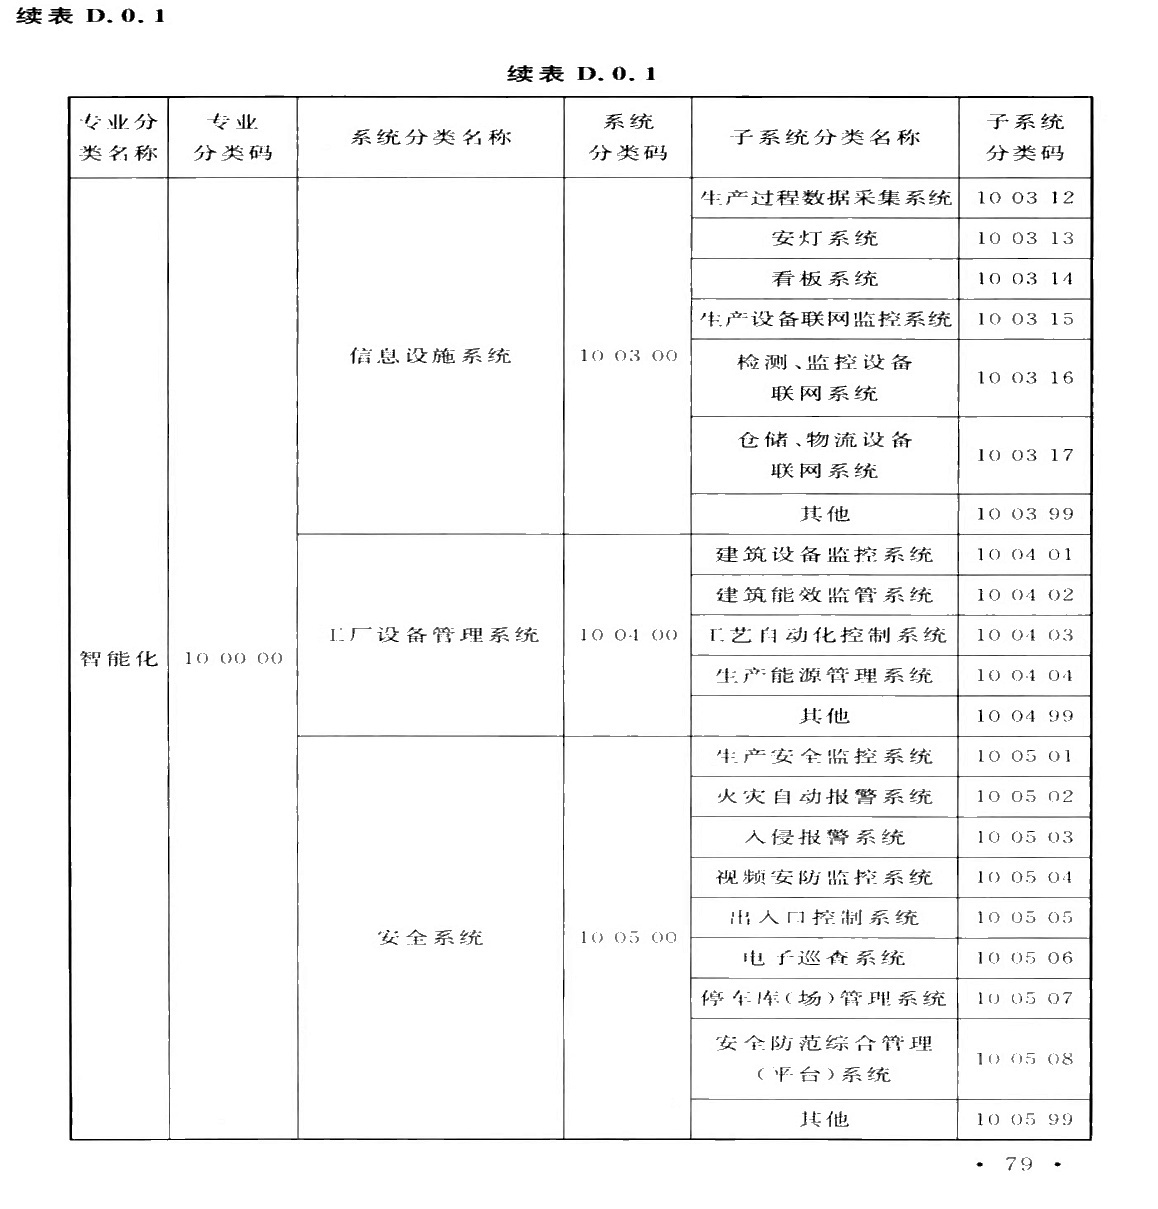 续表 D.0.1
续表 D.0.1
专业分
类名称
专业
分类码
系统分类名称
系统
分类码
子系统分类名称
子系统
分类码
智能化
10 00 00
信息设施系统
10 03 00
生产过程数据采集系统
10 03 12
安灯系统
10 03 13
看板系统
10 03 14
生产设备联网监控系统
10 03 15
检测、监控设备
联网系统
10 03 16
仓储、物流设备
联网系统
10 03 17
其他
10 03 99
工厂设备管理系统
10 04 00
建筑设备监控系统
10 04 01
建筑能效监管系统
10 04 02
工艺自动化控制系统
10 04 03
生产能源管理系统
10 04 04
其他
10 04 99
安全系统
10 05 00
生产安全监控系统
10 05 01
火灾自动报警系统
10 05 02
入侵报警系统
10 05 03
视频安防监控系统
10 05 04
出入口控制系统
10 05 05
电子巡查系统
10 05 06
停车库(场)管理系统
10 05 07
安全防范综合管理
(平台)系统
10 05 08
其他
10 05 99
• 79 •